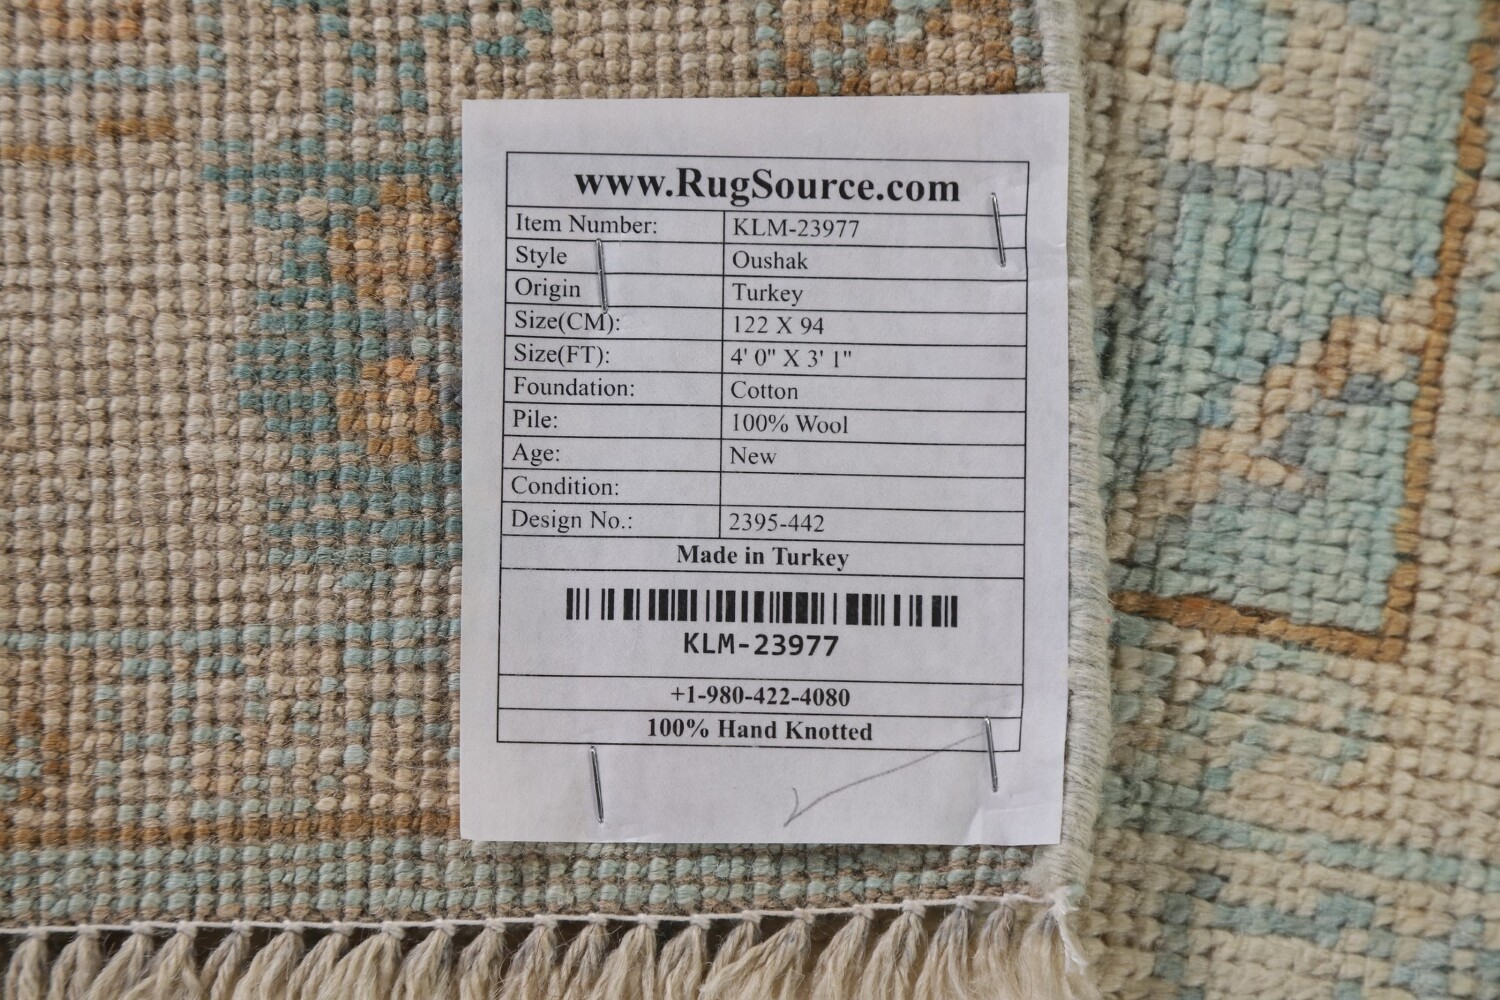 www.RugSource.com
Item Number: KLM-23977
Style Oushak
Origin Turkey
Size(CM): 122 X 94
Size(FT): 4' 0" X 3' 1"
Foundation: Cotton
Pile: 100% Wool
Age: New
Condition:
Design No.: 2395-442
Made in Turkey
KLM-23977
+1-980-422-4080
100% Hand Knotted